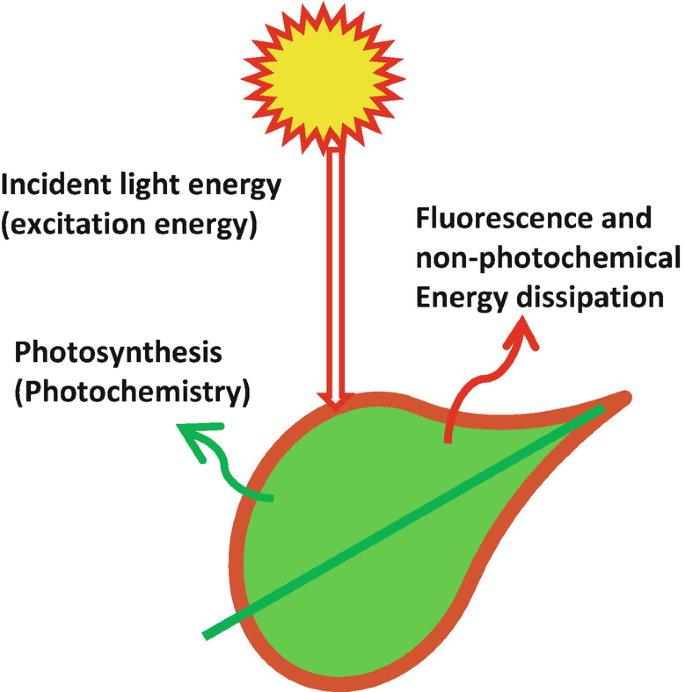 Incident light energy
(excitation energy)
Fluorescence and
non-photochemical
Energy dissipation
Photosynthesis
(Photochemistry)